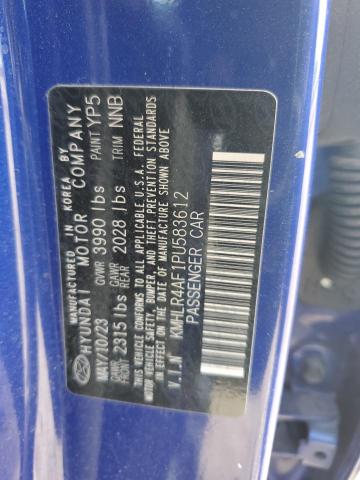 MANUFACTURED IN KOREA BY
HYUNDAI MOTOR COMPANY
MAY/10/23 GVWR 3990 lbs PAINT YP5
GAWR FRONT 2315 lbs GAWR REAR 2028 lbs TRIM NNB
THIS VEHICLE CONFORMS TO ALL APPLICABLE U.S.A. FEDERAL
MOTOR VEHICLE SAFETY, BUMPER, AND THEFT PREVENTION STANDARDS
IN EFFECT ON THE DATE OF MANUFACTURE SHOWN ABOVE
V.I.N KMHLR4AF1PU583612
PASSENGER CAR